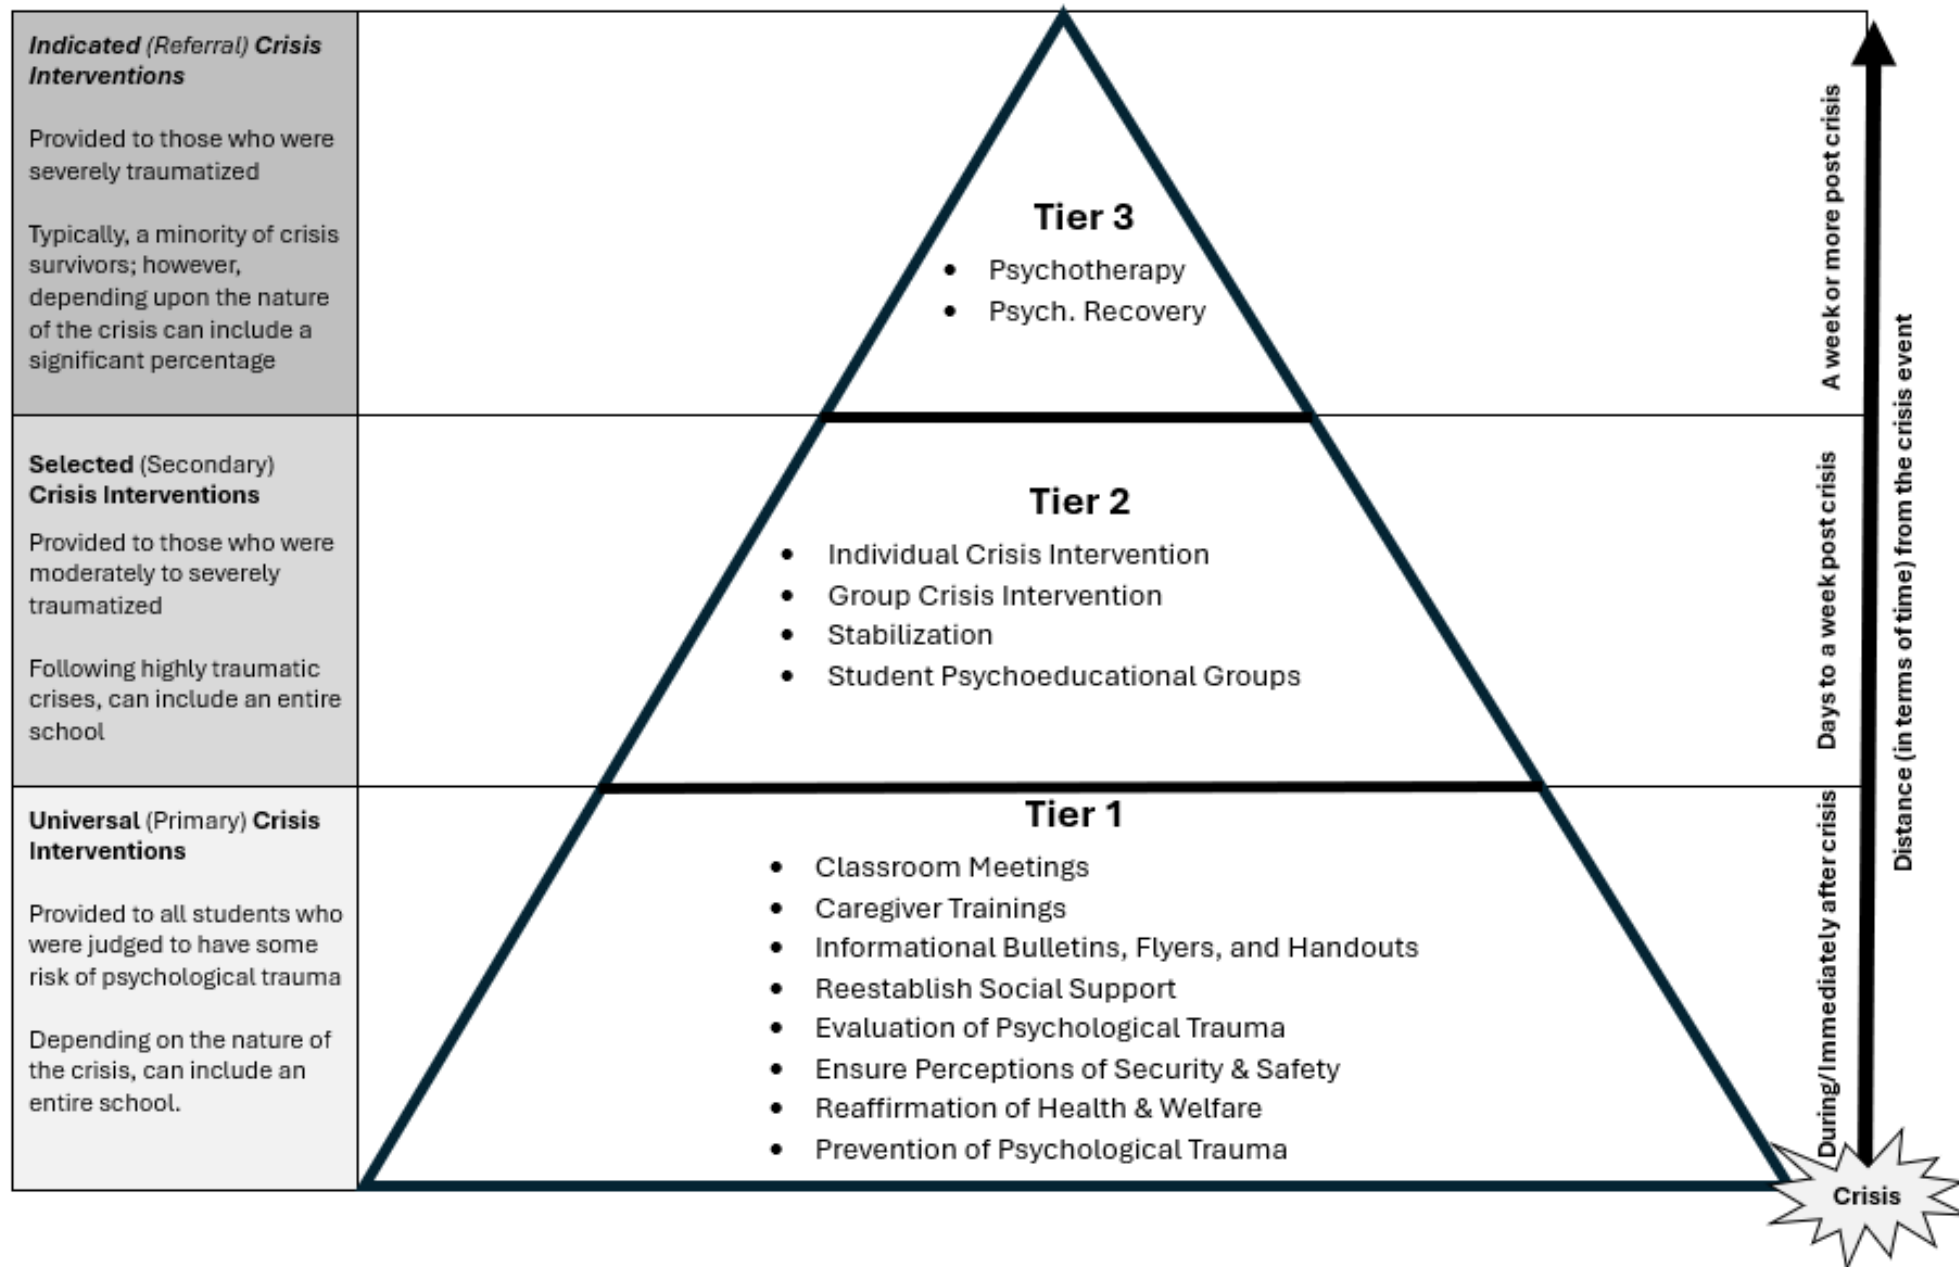 Indicated (Referral) Crisis
Interventions
Provided to those who were
severely traumatized
Typically, a minority of crisis
survivors; however,
depending upon the nature
of the crisis can include a
significant percentage
Tier 3
• Psychotherapy
• Psych. Recovery
A week or more post crisis
Selected (Secondary)
Crisis Interventions
Provided to those who were
moderately to severely
traumatized
Following highly traumatic
crises, can include an entire
school
Tier 2
• Individual Crisis Intervention
• Group Crisis Intervention
• Stabilization
• Student Psychoeducational Groups
Days to a week post crisis
Universal (Primary) Crisis
Interventions
Provided to all students who
were judged to have some
risk of psychological trauma
Depending on the nature of
the crisis, can include an
entire school.
Tier 1
• Classroom Meetings
• Caregiver Trainings
• Informational Bulletins, Flyers, and Handouts
• Reestablish Social Support
• Evaluation of Psychological Trauma
• Ensure Perceptions of Security & Safety
• Reaffirmation of Health & Welfare
• Prevention of Psychological Trauma
During/Immediately after crisis
Distance (in terms of time) from the crisis event
Crisis